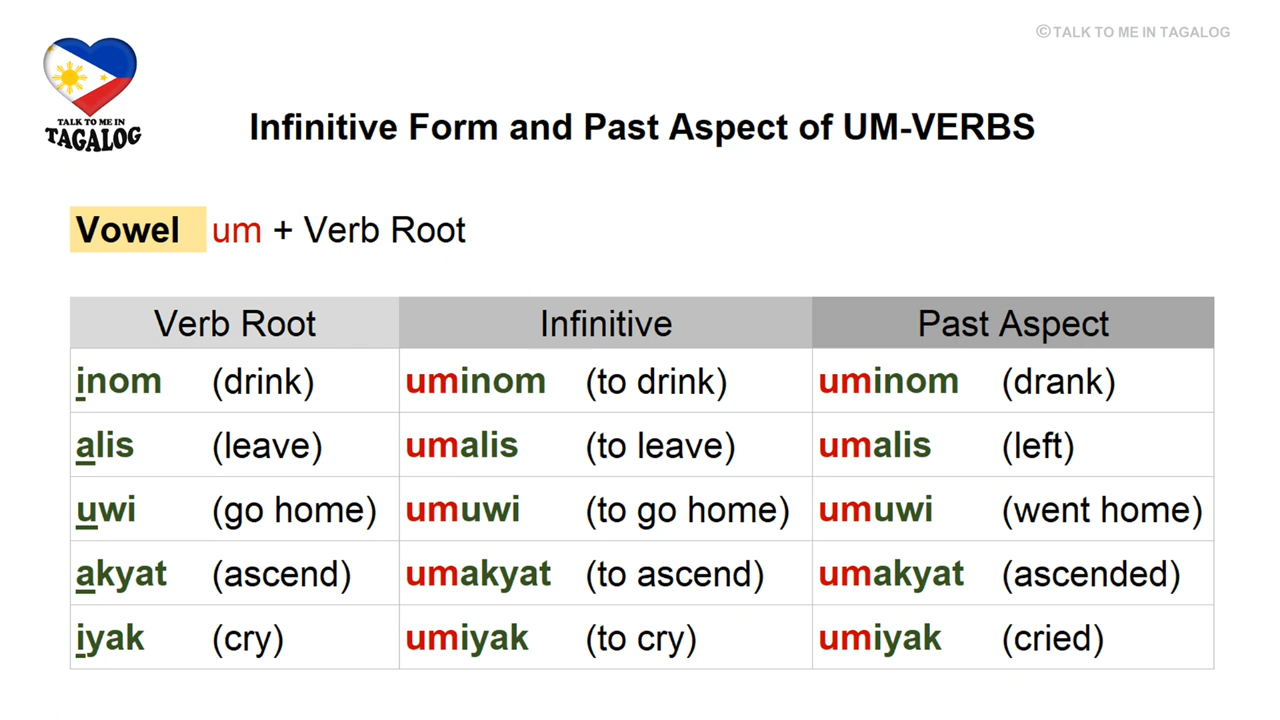 ©TALK TO ME IN TAGALOG
TALK TO ME IN
TAGALOG
Infinitive Form and Past Aspect of UM-VERBS
Vowel um + Verb Root
Verb Root Infinitive Past Aspect
inom (drink) uminom (to drink) uminom (drank)
alis (leave) umalis (to leave) umalis (left)
uwi (go home) umuwi (to go home) umuwi (went home)
akyat (ascend) umakyat (to ascend) umakyat (ascended)
iyak (cry) umiyak (to cry) umiyak (cried)